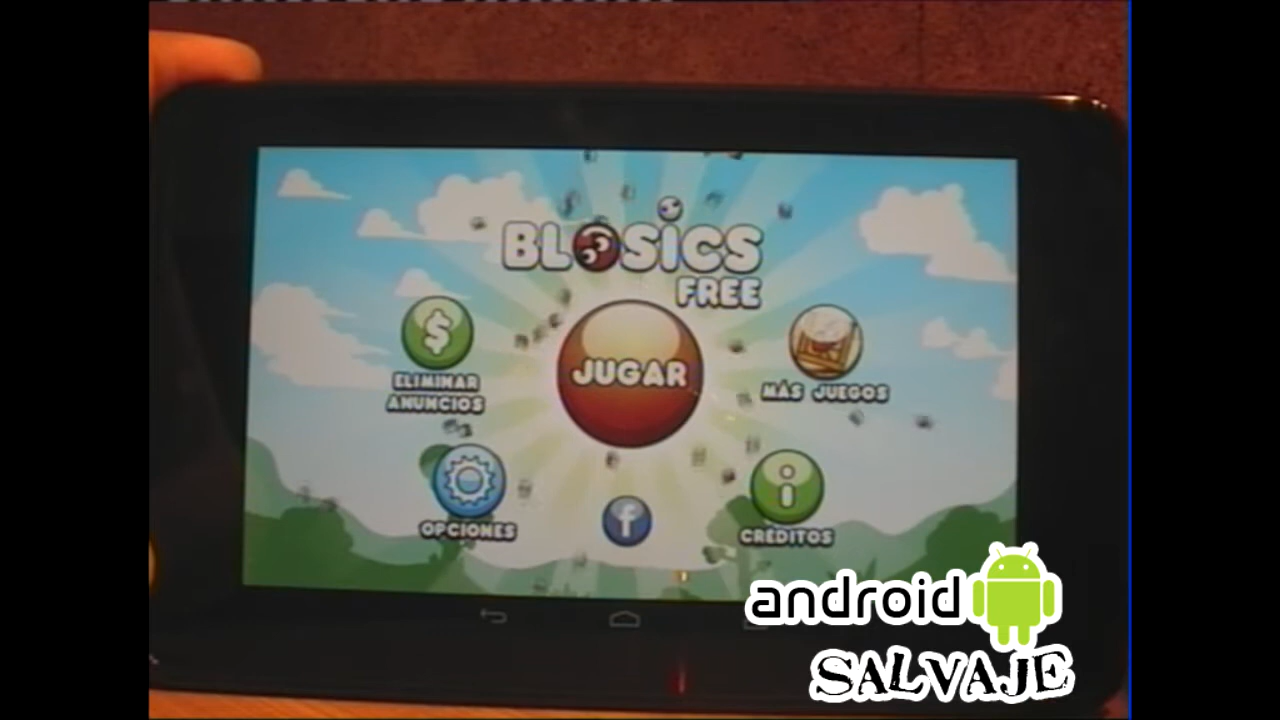 BLOSICS
FREE
JUGAR
ELIMINAR
ANUNCIOS
MÁS JUEGOS
OPCIONES
f
CRÉDITOS
android
SALVAJE